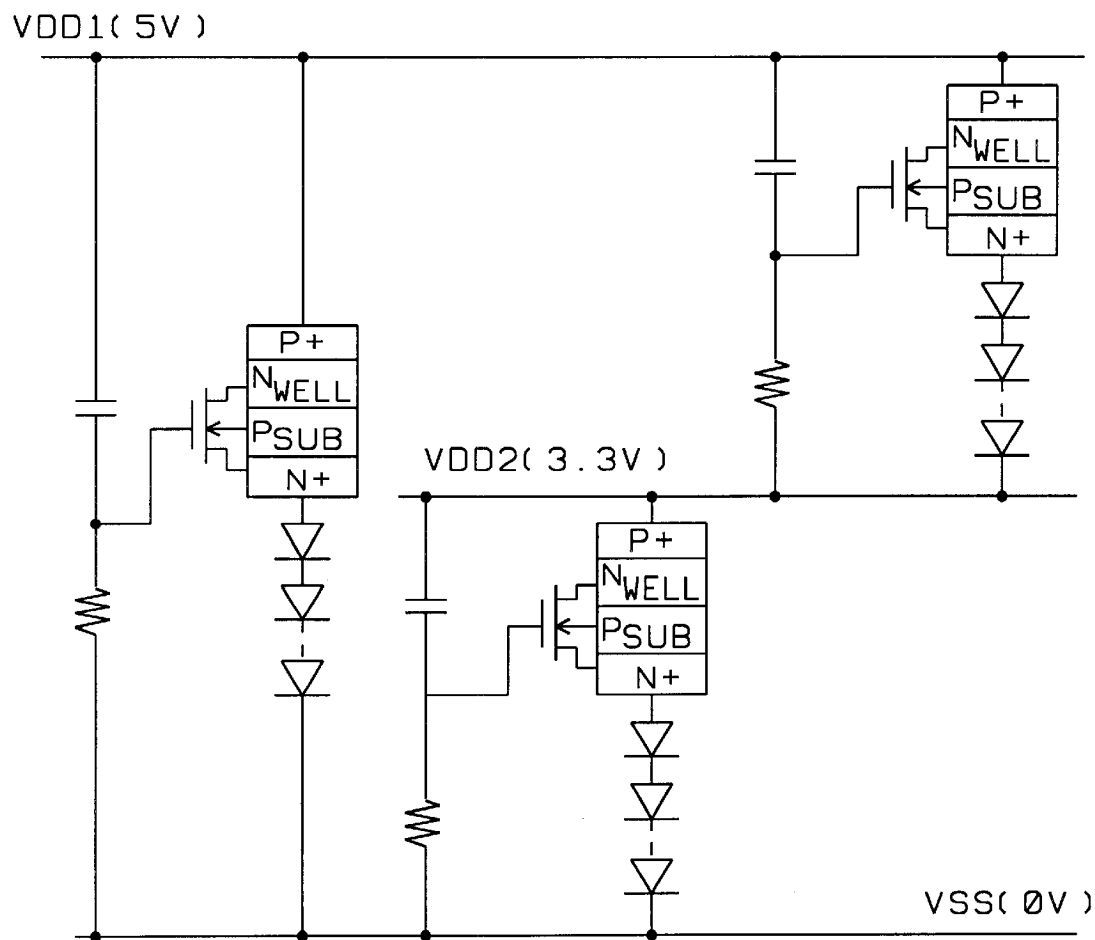 VDD1(5V)
P+
NWELL
PSUB
N+
P+
NWELL
PSUB
N+
VDD2(3.3V)
P+
NWELL
PSUB
N+
VSS(0V)